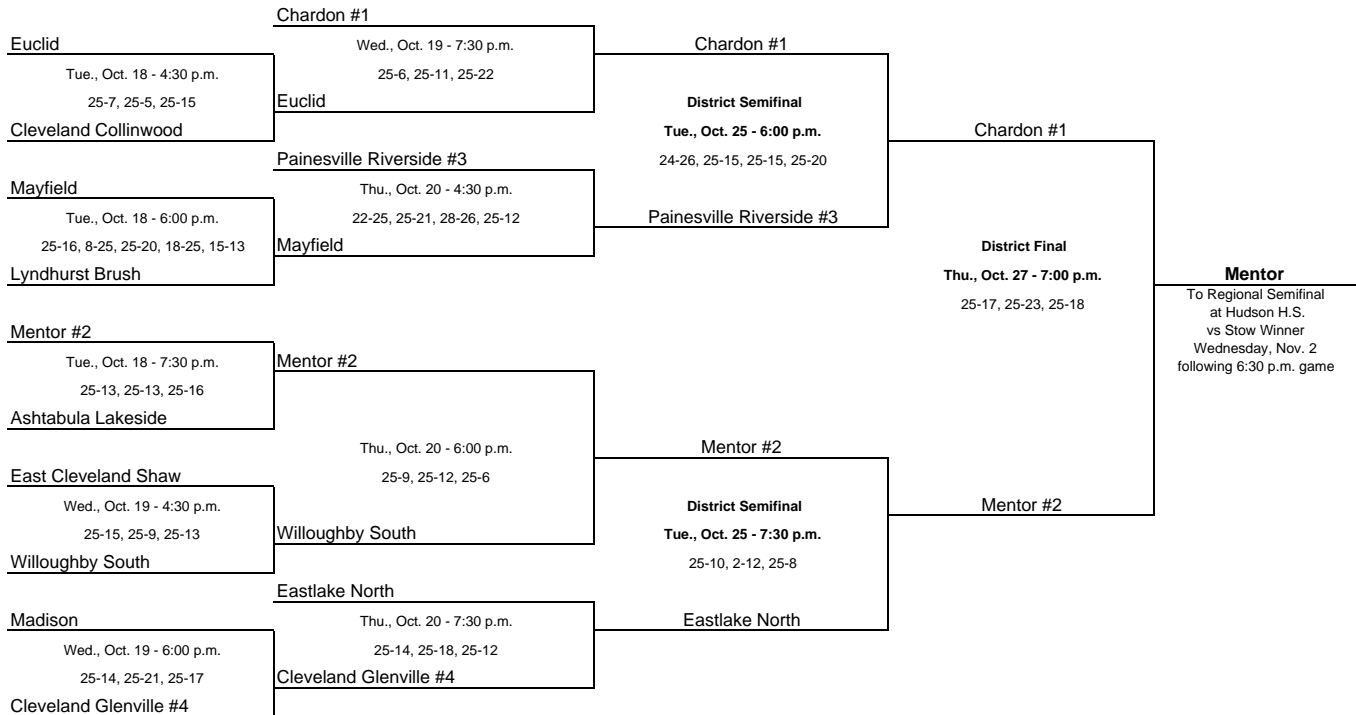 Chardon #1
Euclid
Wed., Oct. 19 - 7:30 p.m.
Chardon #1
Tue., Oct. 18 - 4:30 p.m.
25-6, 25-11, 25-22
25-7, 25-5, 25-15
Euclid
District Semifinal
Cleveland Collinwood
Tue., Oct. 25 - 6:00 p.m.
Chardon #1
Painesville Riverside #3
24-26, 25-15, 25-15, 25-20
Mayfield
Thu., Oct. 20 - 4:30 p.m.
Tue., Oct. 18 - 6:00 p.m.
22-25, 25-21, 28-26, 25-12
Painesville Riverside #3
25-16, 8-25, 25-20, 18-25, 15-13
Mayfield
District Final
Lyndhurst Brush
Thu., Oct. 27 - 7:00 p.m.
Mentor
25-17, 25-23, 25-18
To Regional Semifinal
at Hudson H.S.
vs Stow Winner
Wednesday, Nov. 2
following 6:30 p.m. game
Mentor #2
Tue., Oct. 18 - 7:30 p.m.
Mentor #2
25-13, 25-13, 25-16
Ashtabula Lakeside
Thu., Oct. 20 - 6:00 p.m.
Mentor #2
East Cleveland Shaw
25-9, 25-12, 25-6
Wed., Oct. 19 - 4:30 p.m.
District Semifinal
Mentor #2
25-15, 25-9, 25-13
Willoughby South
Tue., Oct. 25 - 7:30 p.m.
Willoughby South
25-10, 2-12, 25-8
Eastlake North
Madison
Thu., Oct. 20 - 7:30 p.m.
Eastlake North
Wed., Oct. 19 - 6:00 p.m.
25-14, 25-18, 25-12
25-14, 25-21, 25-17
Cleveland Glenville #4
Cleveland Glenville #4